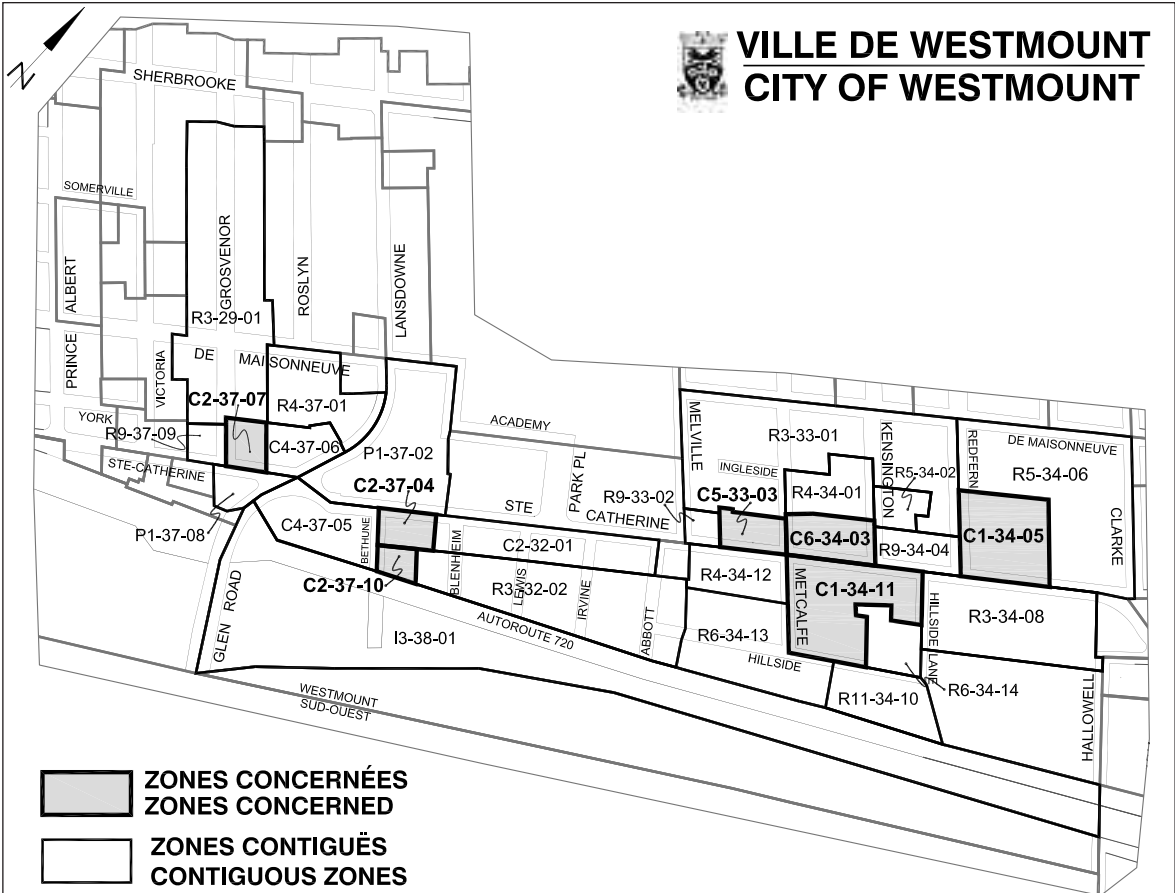 VILLE DE WESTMOUNT
CITY OF WESTMOUNT
N
SHERBROOKE
SOMERVILLE
PRINCE ALBERT
VICTORIA
GROSVENOR
ROSLYN
LANSDOWNE
R3-29-01
DE MAISONNEUVE
C2-37-07
R4-37-01
YORK
R9-37-09
C4-37-06
STE-CATHERINE
P1-37-08
P1-37-02
C2-37-04
C4-37-05
BETHUNE
C2-37-10
GLEN ROAD
I3-38-01
BLENHEIM
LEWIS
IRVINE
ABBOTT
C2-32-01
R3-32-02
AUTOROUTE 720
WESTMOUNT
SUD-OUEST
ACADEMY
PARK PL
STE CATHERINE
MELVILLE
R3-33-01
INGLESIDE
R9-33-02
C5-33-03
R4-34-01
KENSINGTON
R5-34-02
REDFERN
DE MAISONNEUVE
R5-34-06
CLARKE
C6-34-03
R9-34-04
C1-34-05
R4-34-12
METCALFE
C1-34-11
HILLSIDE LANE
R3-34-08
R6-34-13
HILLSIDE
R11-34-10
R6-34-14
HALLOWELL
ZONES CONCERNÉES
ZONES CONCERNED
ZONES CONTIGUËS
CONTIGUOUS ZONES